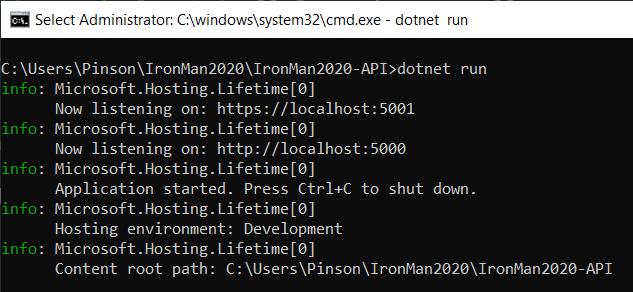 Select Administrator: C:\windows\system32\cmd.exe - dotnet  run
C:\Users\Pinson\IronMan2020\IronMan2020-API>dotnet run
info: Microsoft.Hosting.Lifetime[0]
      Now listening on: https://localhost:5001
info: Microsoft.Hosting.Lifetime[0]
      Now listening on: http://localhost:5000
info: Microsoft.Hosting.Lifetime[0]
      Application started. Press Ctrl+C to shut down.
info: Microsoft.Hosting.Lifetime[0]
      Hosting environment: Development
info: Microsoft.Hosting.Lifetime[0]
      Content root path: C:\Users\Pinson\IronMan2020\IronMan2020-API